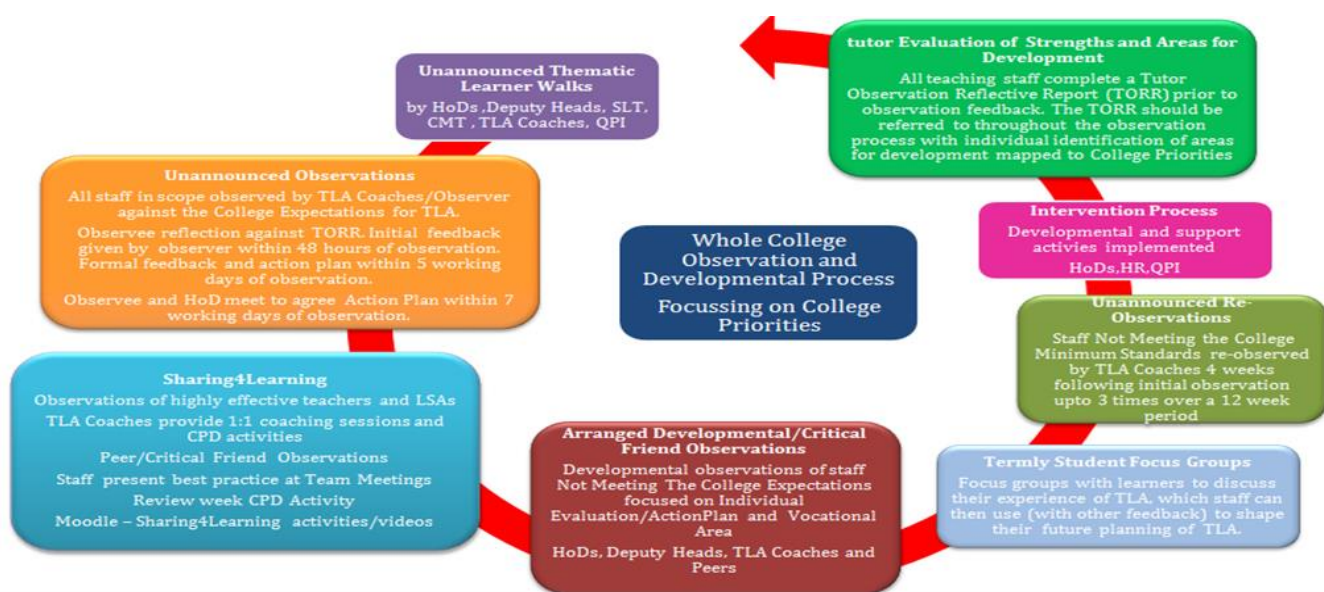 Unannounced Thematic
Learner Walks
by HoDs ,Deputy Heads, SLT,
CMT , TLA Coaches, QPI
Unannounced Observations
All staff in scope observed by TLA Coaches/Observer
against the College Expectations for TLA.
Observee reflection against TORR. Initial feedback
given by observer within 48 hours of observation.
Formal feedback and action plan within 5 working
days of observation.
Observee and HoD meet to agree Action Plan within 7
working days of observation.
Sharing4Learning
Observations of highly effective teachers and LSAs
TLA Coaches provide 1:1 coaching sessions and
CPD activities
Peer/Critical Friend Observations
Staff present best practice at Team Meetings
Review week CPD Activity
Moodle – Sharing4Learning activities/videos
Arranged Developmental/Critical
Friend Observations
Developmental observations of staff
Not Meeting The College Expectations
focused on Individual
Evaluation/ActionPlan and Vocational
Area
HoDs, Deputy Heads, TLA Coaches and
Peers
Termly Student Focus Groups
Focus groups with learners to discuss
their experience of TLA, which staff can
then use (with other feedback) to shape
their future planning of TLA.
Unannounced Re-
Observations
Staff Not Meeting the College
Minimum Standards re-observed
by TLA Coaches 4 weeks
following initial observation
upto 3 times over a 12 week
period
Intervention Process
Developmental and support
activies implemented
HoDs,HR,QPI
tutor Evaluation of Strengths and Areas for
Development
All teaching staff complete a Tutor
Observation Reflective Report (TORR) prior to
observation feedback. The TORR should be
referred to throughout the observation
process with individual identification of areas
for development mapped to College Priorities
Whole College
Observation and
Developmental Process
Focussing on College
Priorities